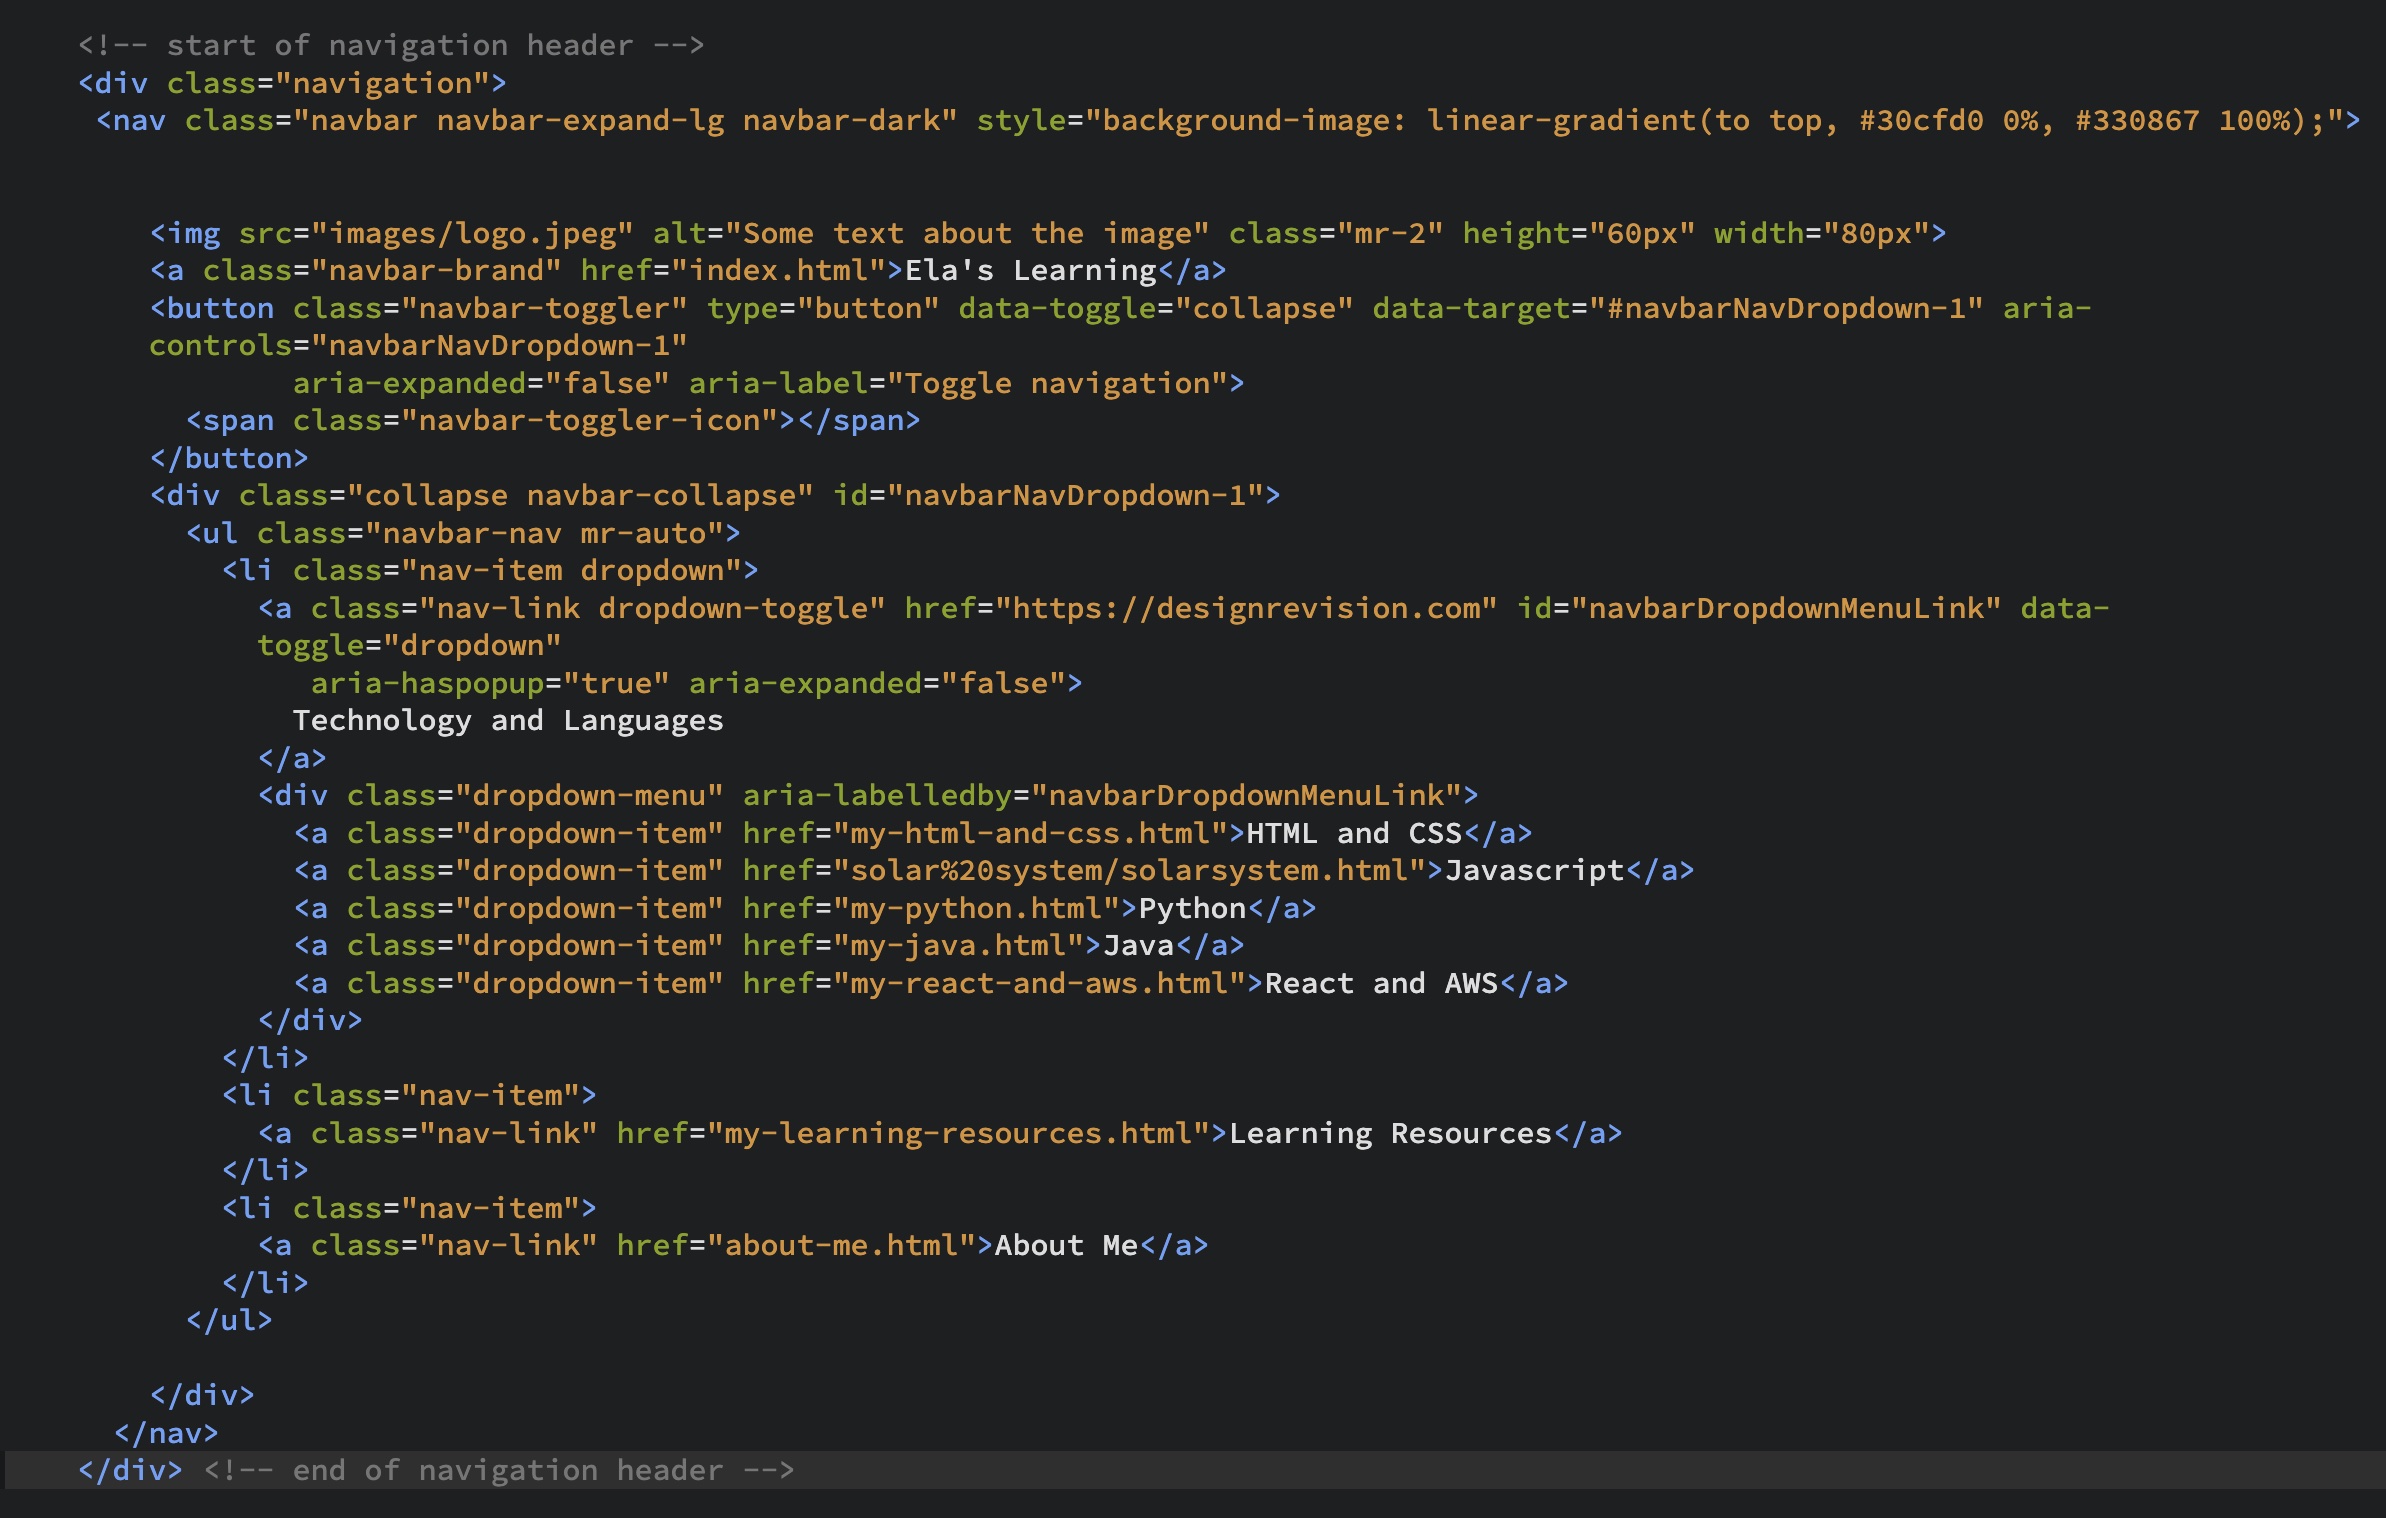 <!-- start of navigation header -->
<div class="navigation">
<nav class="navbar navbar-expand-lg navbar-dark" style="background-image: linear-gradient(to top, #30cfd0 0%, #330867 100%);">
<img src="images/logo.jpeg" alt="Some text about the image" class="mr-2" height="60px" width="80px">
<a class="navbar-brand" href="index.html">Ela's Learning</a>
<button class="navbar-toggler" type="button" data-toggle="collapse" data-target="#navbarNavDropdown-1" aria-
controls="navbarNavDropdown-1"
aria-expanded="false" aria-label="Toggle navigation">
<span class="navbar-toggler-icon"></span>
</button>
<div class="collapse navbar-collapse" id="navbarNavDropdown-1">
<ul class="navbar-nav mr-auto">
<li class="nav-item dropdown">
<a class="nav-link dropdown-toggle" href="https://designrevision.com" id="navbarDropdownMenuLink" data-
toggle="dropdown"
aria-haspopup="true" aria-expanded="false">
Technology and Languages
</a>
<div class="dropdown-menu" aria-labelledby="navbarDropdownMenuLink">
<a class="dropdown-item" href="my-html-and-css.html">HTML and CSS</a>
<a class="dropdown-item" href="solar%20system/solarsystem.html">Javascript</a>
<a class="dropdown-item" href="my-python.html">Python</a>
<a class="dropdown-item" href="my-java.html">Java</a>
<a class="dropdown-item" href="my-react-and-aws.html">React and AWS</a>
</div>
</li>
<li class="nav-item">
<a class="nav-link" href="my-learning-resources.html">Learning Resources</a>
</li>
<li class="nav-item">
<a class="nav-link" href="about-me.html">About Me</a>
</li>
</ul>
</div>
</nav>
</div> <!-- end of navigation header -->